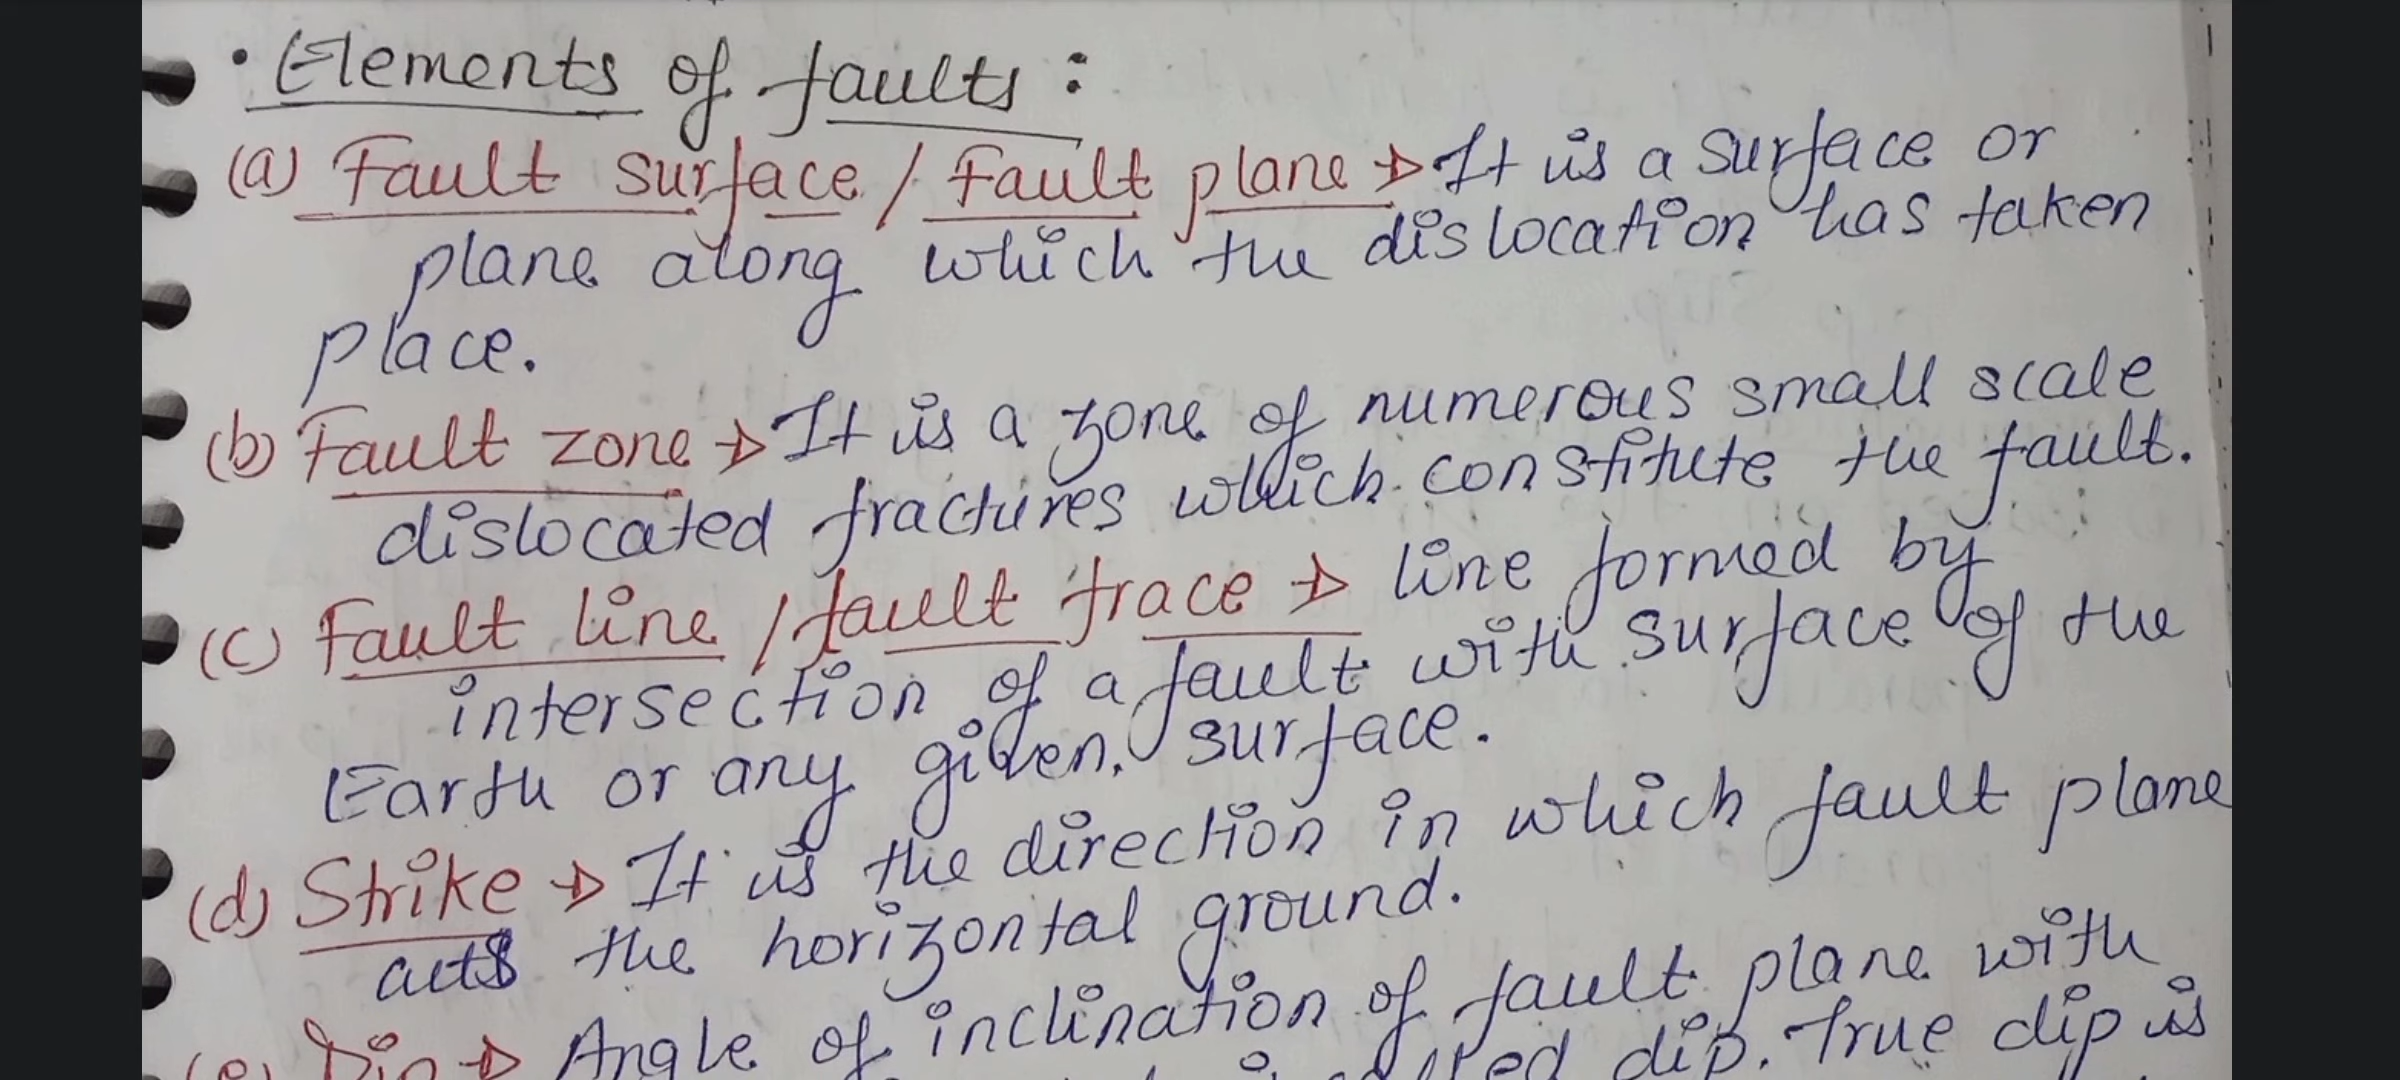 • Elements of faults :
(a) Fault surface / Fault plane → It is a surface or
plane along which the dislocation has taken
place.
(b) Fault zone → It is a zone of numerous small scale
dislocated fractures which constitute the fault.
(c) Fault line / fault trace → line formed by
intersection of a fault with surface of the
Earth or any given surface.
(d) Strike → It is the direction in which fault plane
cuts the horizontal ground.
(e) Dip → Angle of inclination of fault plane with
dip. True dip is